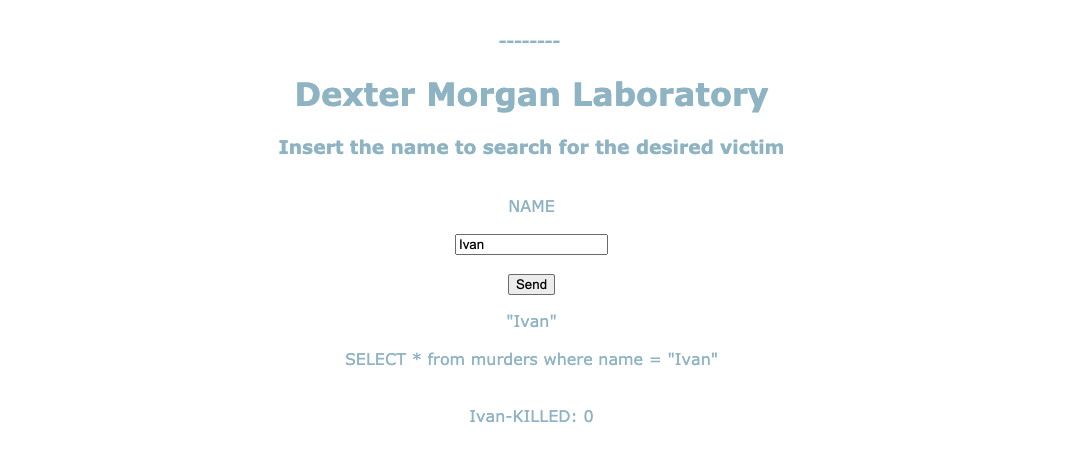 --------
Dexter Morgan Laboratory
Insert the name to search for the desired victim
NAME
Ivan
Send
"Ivan"
SELECT * from murders where name = "Ivan"
Ivan-KILLED: 0